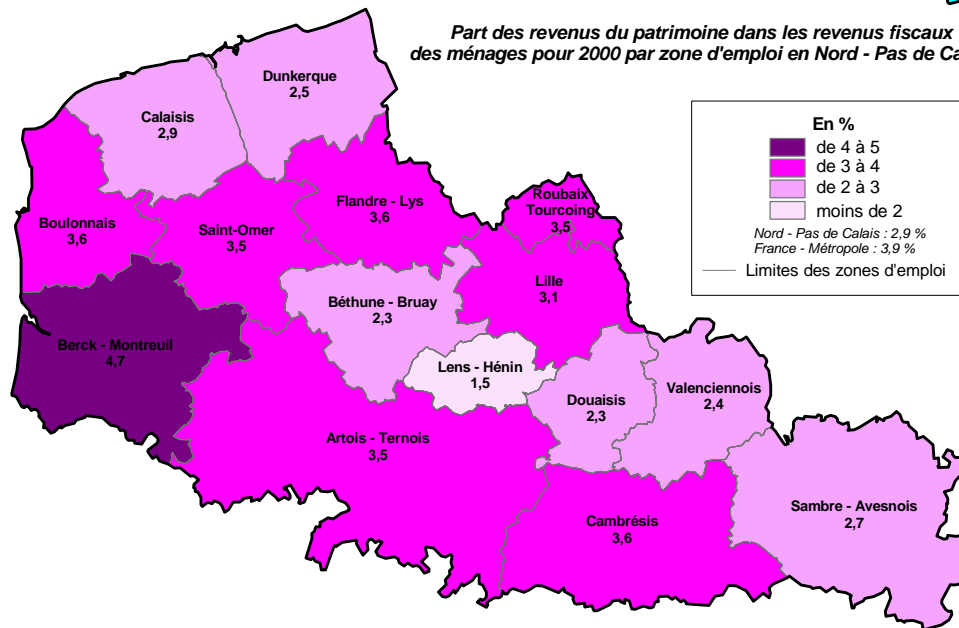 Part des revenus du patrimoine dans les revenus fiscaux
des ménages pour 2000 par zone d'emploi en Nord - Pas de Ca
Dunkerque
2,5
Calaisis
2,9
En %
de 4 à 5
de 3 à 4
de 2 à 3
moins de 2
Nord - Pas de Calais : 2,9 %
France - Métropole : 3,9 %
Limites des zones d'emploi
Boulonnais
3,6
Saint-Omer
3,5
Flandre - Lys
3,6
Roubaix
Tourcoing
3,5
Lille
3,1
Béthune - Bruay
2,3
Berck - Montreuil
4,7
Lens - Hénin
1,5
Douaisis
2,3
Valenciennois
2,4
Artois - Ternois
3,5
Cambrésis
3,6
Sambre - Avesnois
2,7